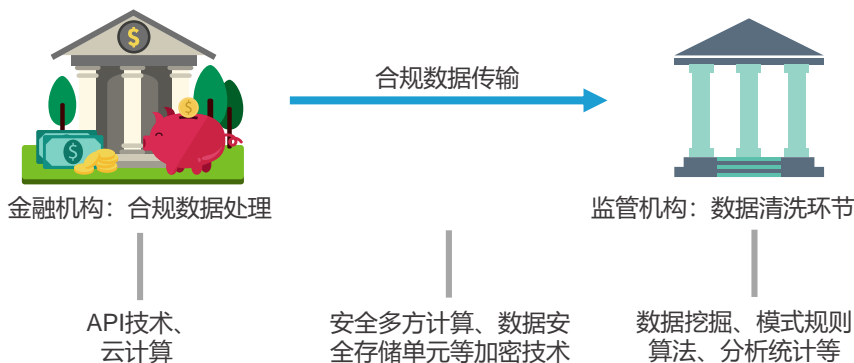 合规数据传输
金融机构：合规数据处理
监管机构：数据清洗环节
API技术、
云计算
安全多方计算、数据安
全存储单元等加密技术
数据挖掘、模式规则
算法、分析统计等